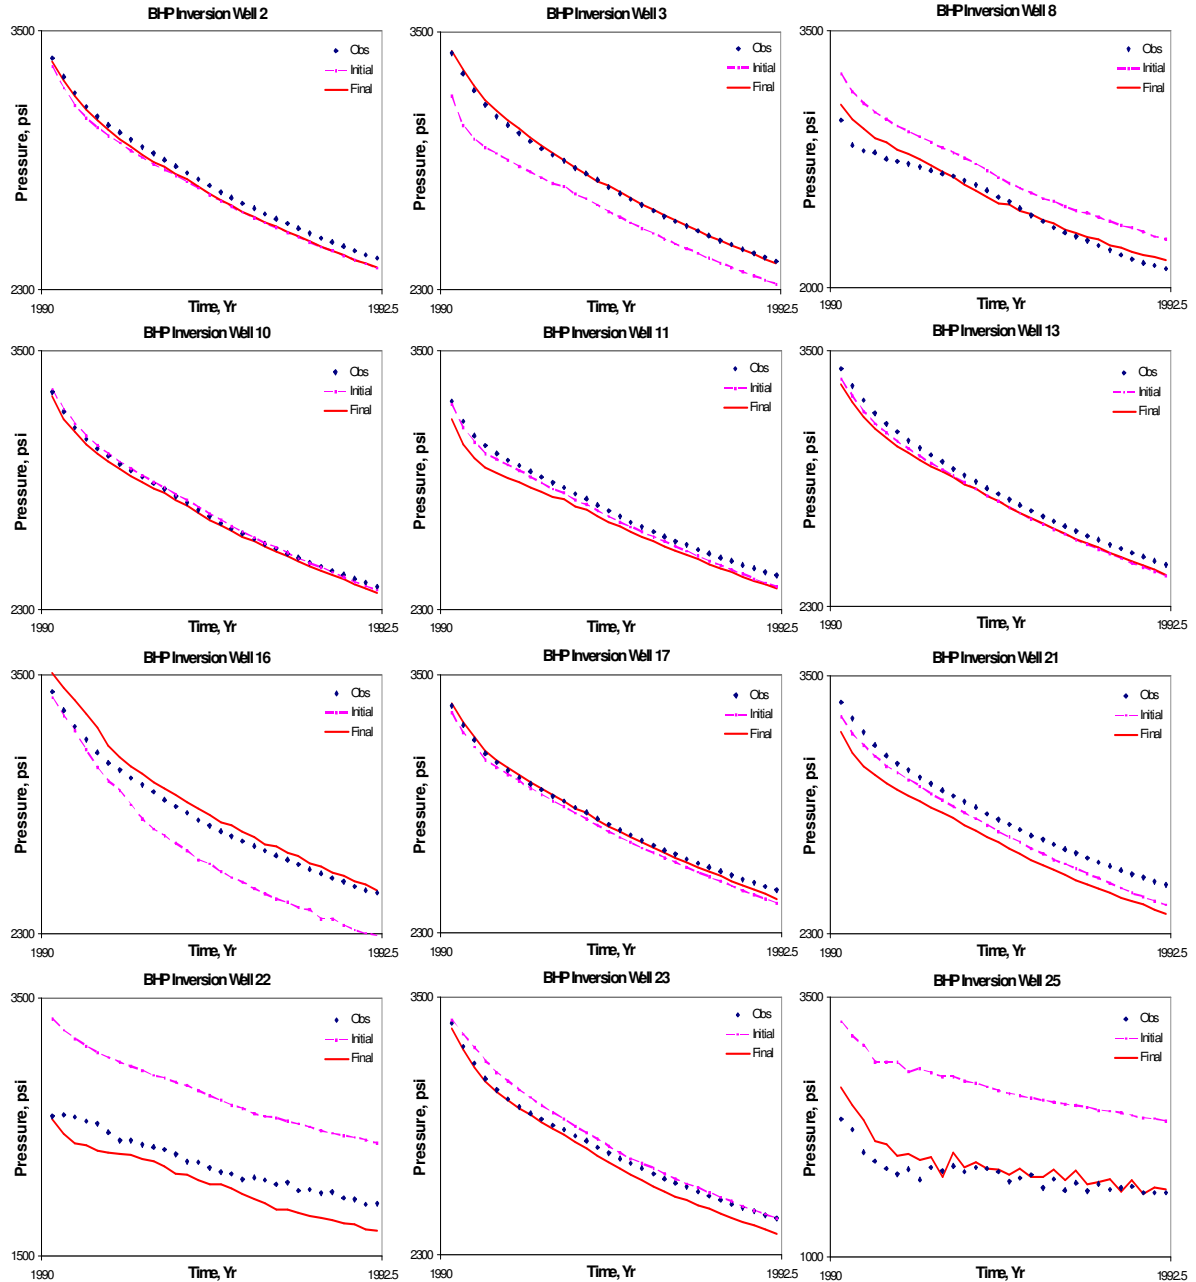 BHP Inversion Well 2
3500
Obs
Initial
Final
Pressure, psi
2300
1990
Time, Yr
1992.5
BHP Inversion Well 3
3500
Obs
Initial
Final
Pressure, psi
2300
1990
Time, Yr
1992.5
BHP Inversion Well 8
3500
Obs
Initial
Final
Pressure, psi
2000
1990
Time, Yr
1992.5
BHP Inversion Well 10
3500
Obs
Initial
Final
Pressure, psi
2300
1990
Time, Yr
1992.5
BHP Inversion Well 11
3500
Obs
Initial
Final
Pressure, psi
2300
1990
Time, Yr
1992.5
BHP Inversion Well 13
3500
Obs
Initial
Final
Pressure, psi
2300
1990
Time, Yr
1992.5
BHP Inversion Well 16
3500
Obs
Initial
Final
Pressure, psi
2300
1990
Time, Yr
1992.5
BHP Inversion Well 17
3500
Obs
Initial
Final
Pressure, psi
2300
1990
Time, Yr
1992.5
BHP Inversion Well 21
3500
Obs
Initial
Final
Pressure, psi
2300
1990
Time, Yr
1992.5
BHP Inversion Well 22
3500
Obs
Initial
Final
Pressure, psi
1500
1990
Time, Yr
1992.5
BHP Inversion Well 23
3500
Obs
Initial
Final
Pressure, psi
2300
1990
Time, Yr
1992.5
BHP Inversion Well 25
3500
Obs
Initial
Final
Pressure, psi
1000
1990
Time, Yr
1992.5